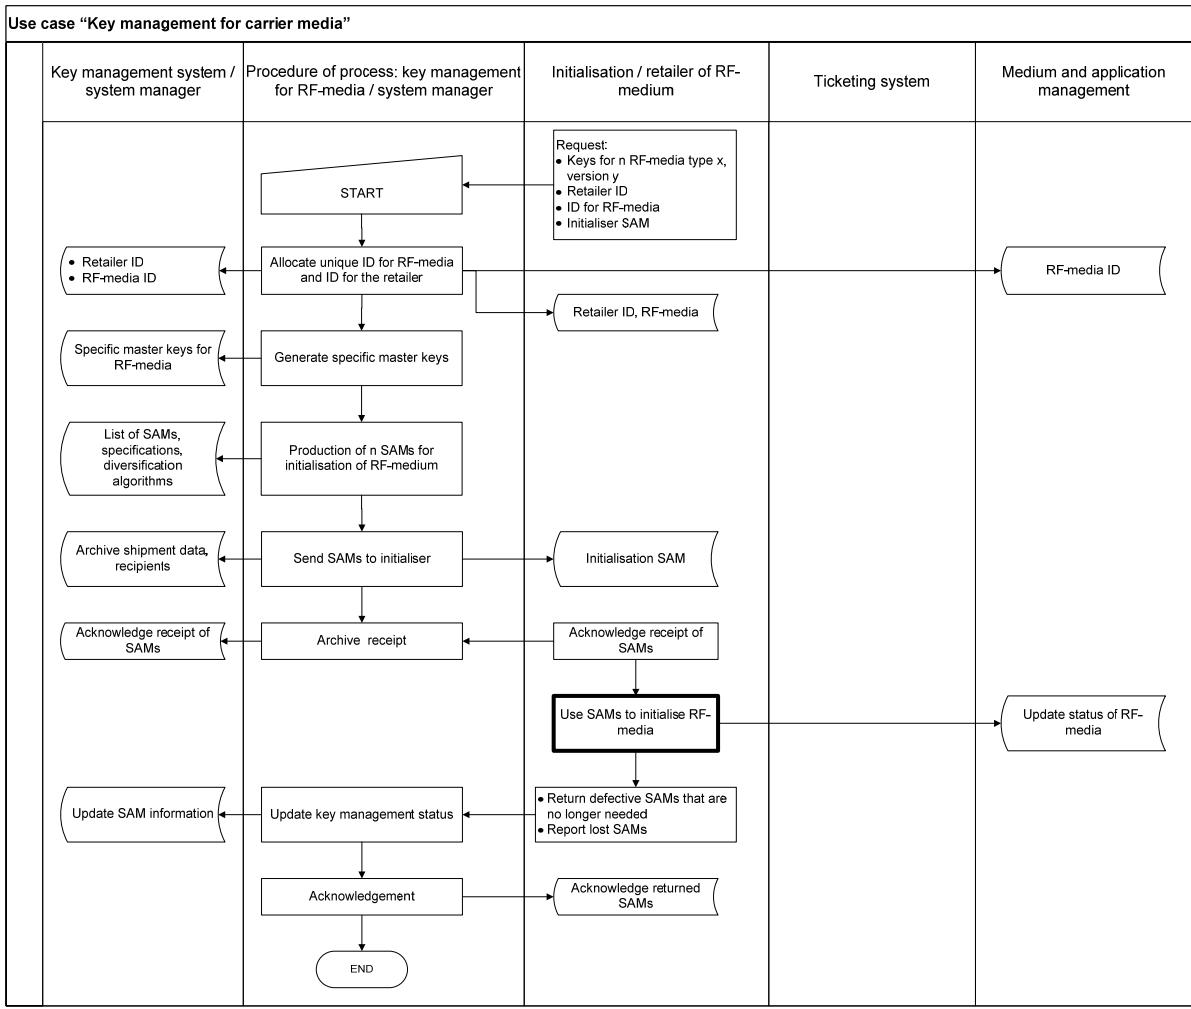 Use case “Key management for carrier media”
Key management system /
system manager
Procedure of process: key management
for RF-media / system manager
Initialisation / retailer of RF-
medium
Ticketing system
Medium and application
management
Request:
• Keys for n RF-media type x,
version y
• Retailer ID
• ID for RF-media
• Initialiser SAM
START
• Retailer ID
• RF-media ID
Allocate unique ID for RF-media
and ID for the retailer
RF-media ID
Retailer ID, RF-media
Specific master keys for
RF-media
Generate specific master keys
List of SAMs,
specifications,
diversification
algorithms
Production of n SAMs for
initialisation of RF-medium
Archive shipment data,
recipients
Send SAMs to initialiser
Initialisation SAM
Acknowledge receipt of
SAMs
Archive receipt
Acknowledge receipt of
SAMs
Use SAMs to initialise RF-
media
Update status of RF-
media
Update SAM information
Update key management status
• Return defective SAMs that are
no longer needed
• Report lost SAMs
Acknowledgement
Acknowledge returned
SAMs
END